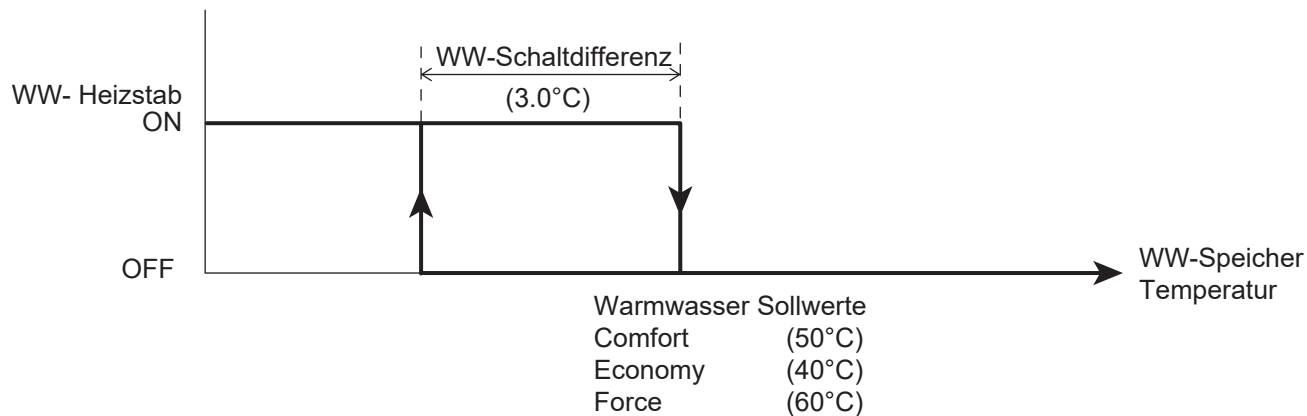 WW-Schaltdifferenz
(3.0°C)
WW- Heizstab
ON
OFF
WW-Speicher
Temperatur
Warmwasser Sollwerte
Comfort (50°C)
Economy (40°C)
Force (60°C)